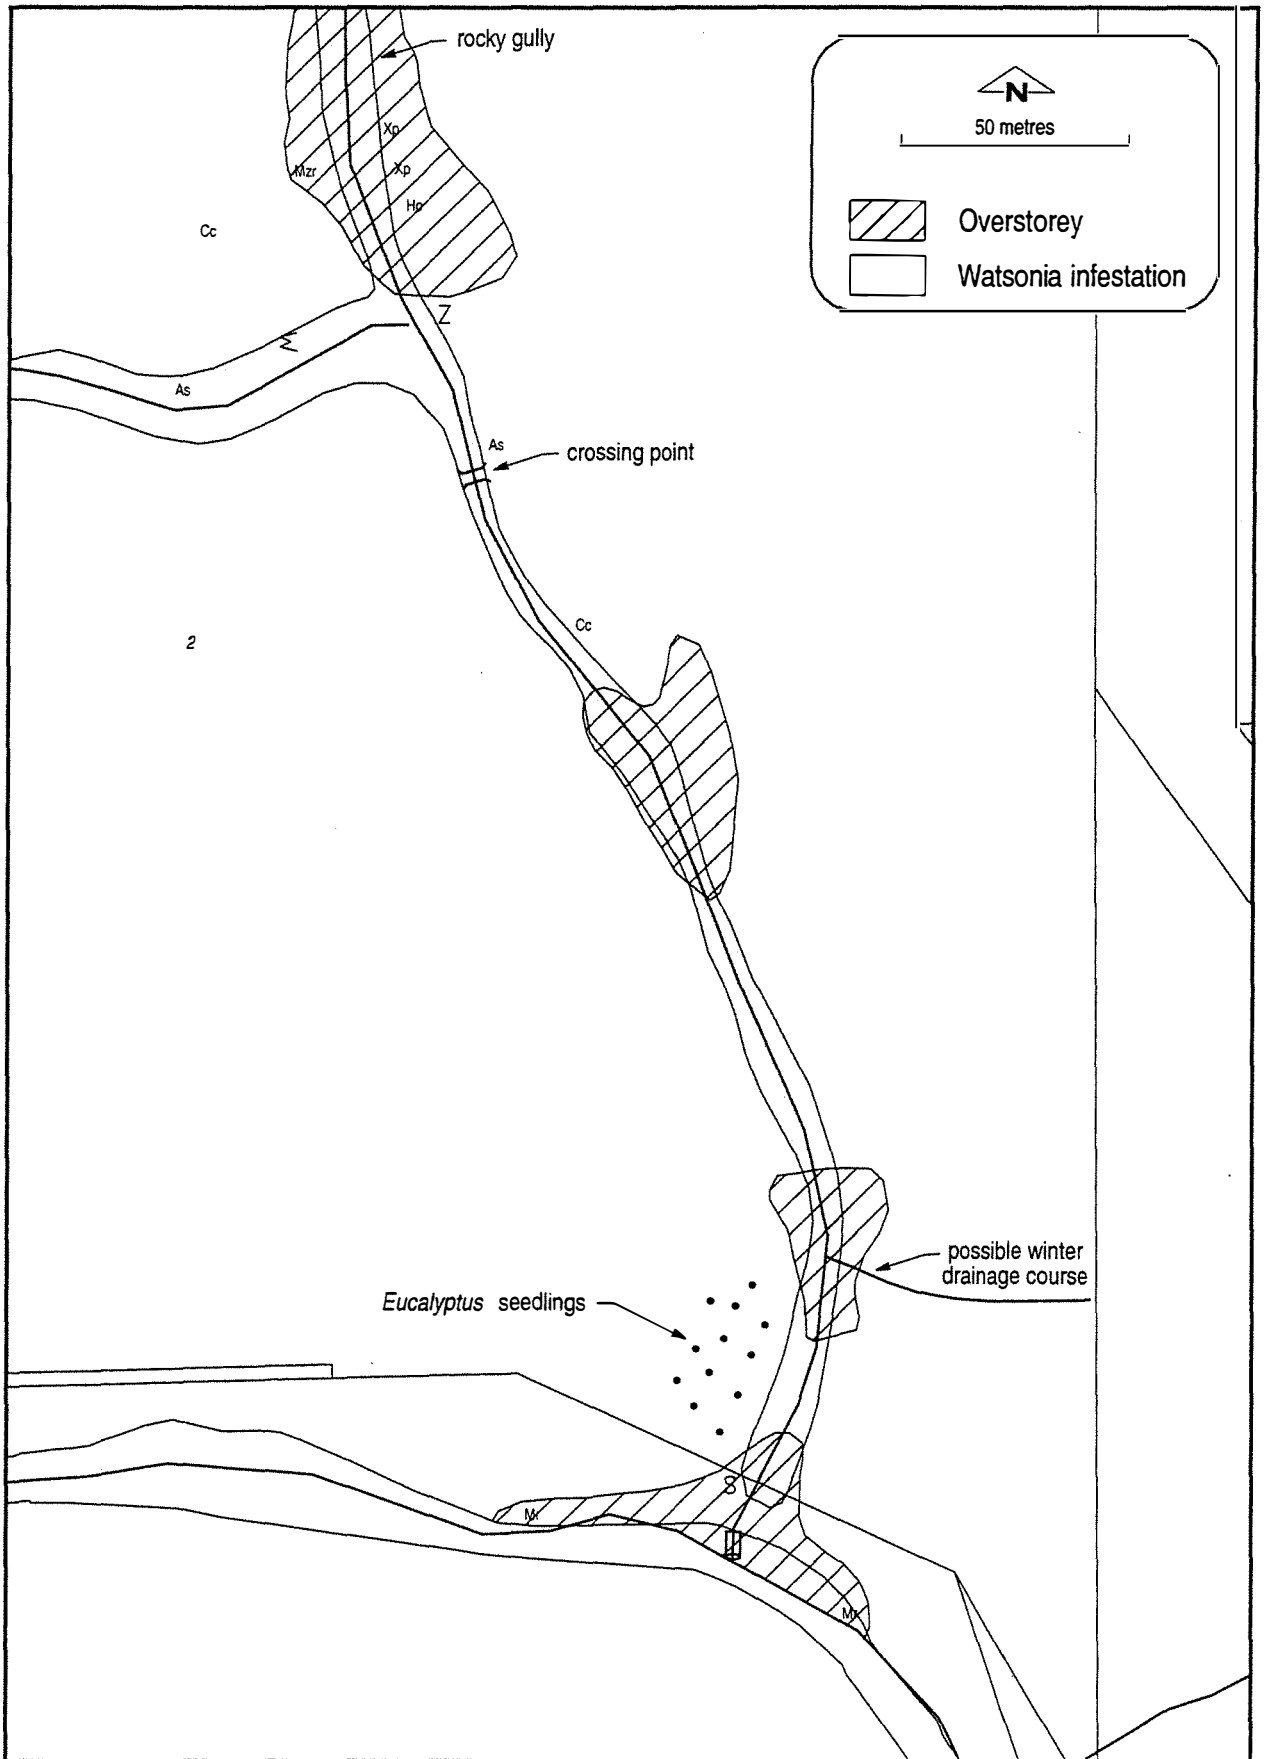 rocky gully
N
50 metres
Overstorey
Watsonia infestation
Xp
Mzr
Xp
Ho
Cc
Z
As
As
crossing point
Cc
2
possible winter
drainage course
Eucalyptus seedlings
8
Mr
Mr